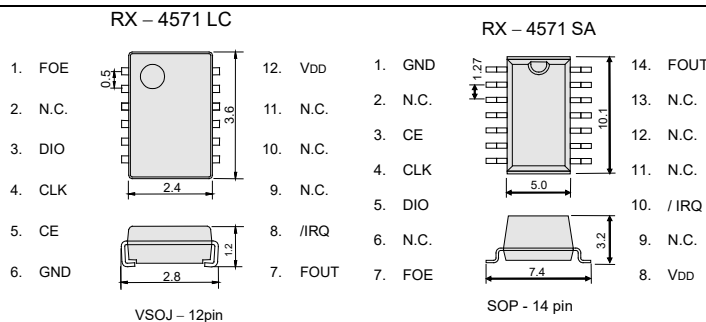 RX – 4571 LC
1. FOE
2. N.C.
3. DIO
4. CLK
5. CE
6. GND
0.5
3.6
2.4
1.2
2.8
12. VDD
11. N.C.
10. N.C.
9. N.C.
8. /IRQ
7. FOUT
VSOJ – 12pin
RX – 4571 SA
1. GND
2. N.C.
3. CE
4. CLK
5. DIO
6. N.C.
7. FOE
1.27
10.1
5.0
3.2
7.4
14. FOUT
13. N.C.
12. N.C.
11. N.C.
10. / IRQ
9. N.C.
8. VDD
SOP - 14 pin